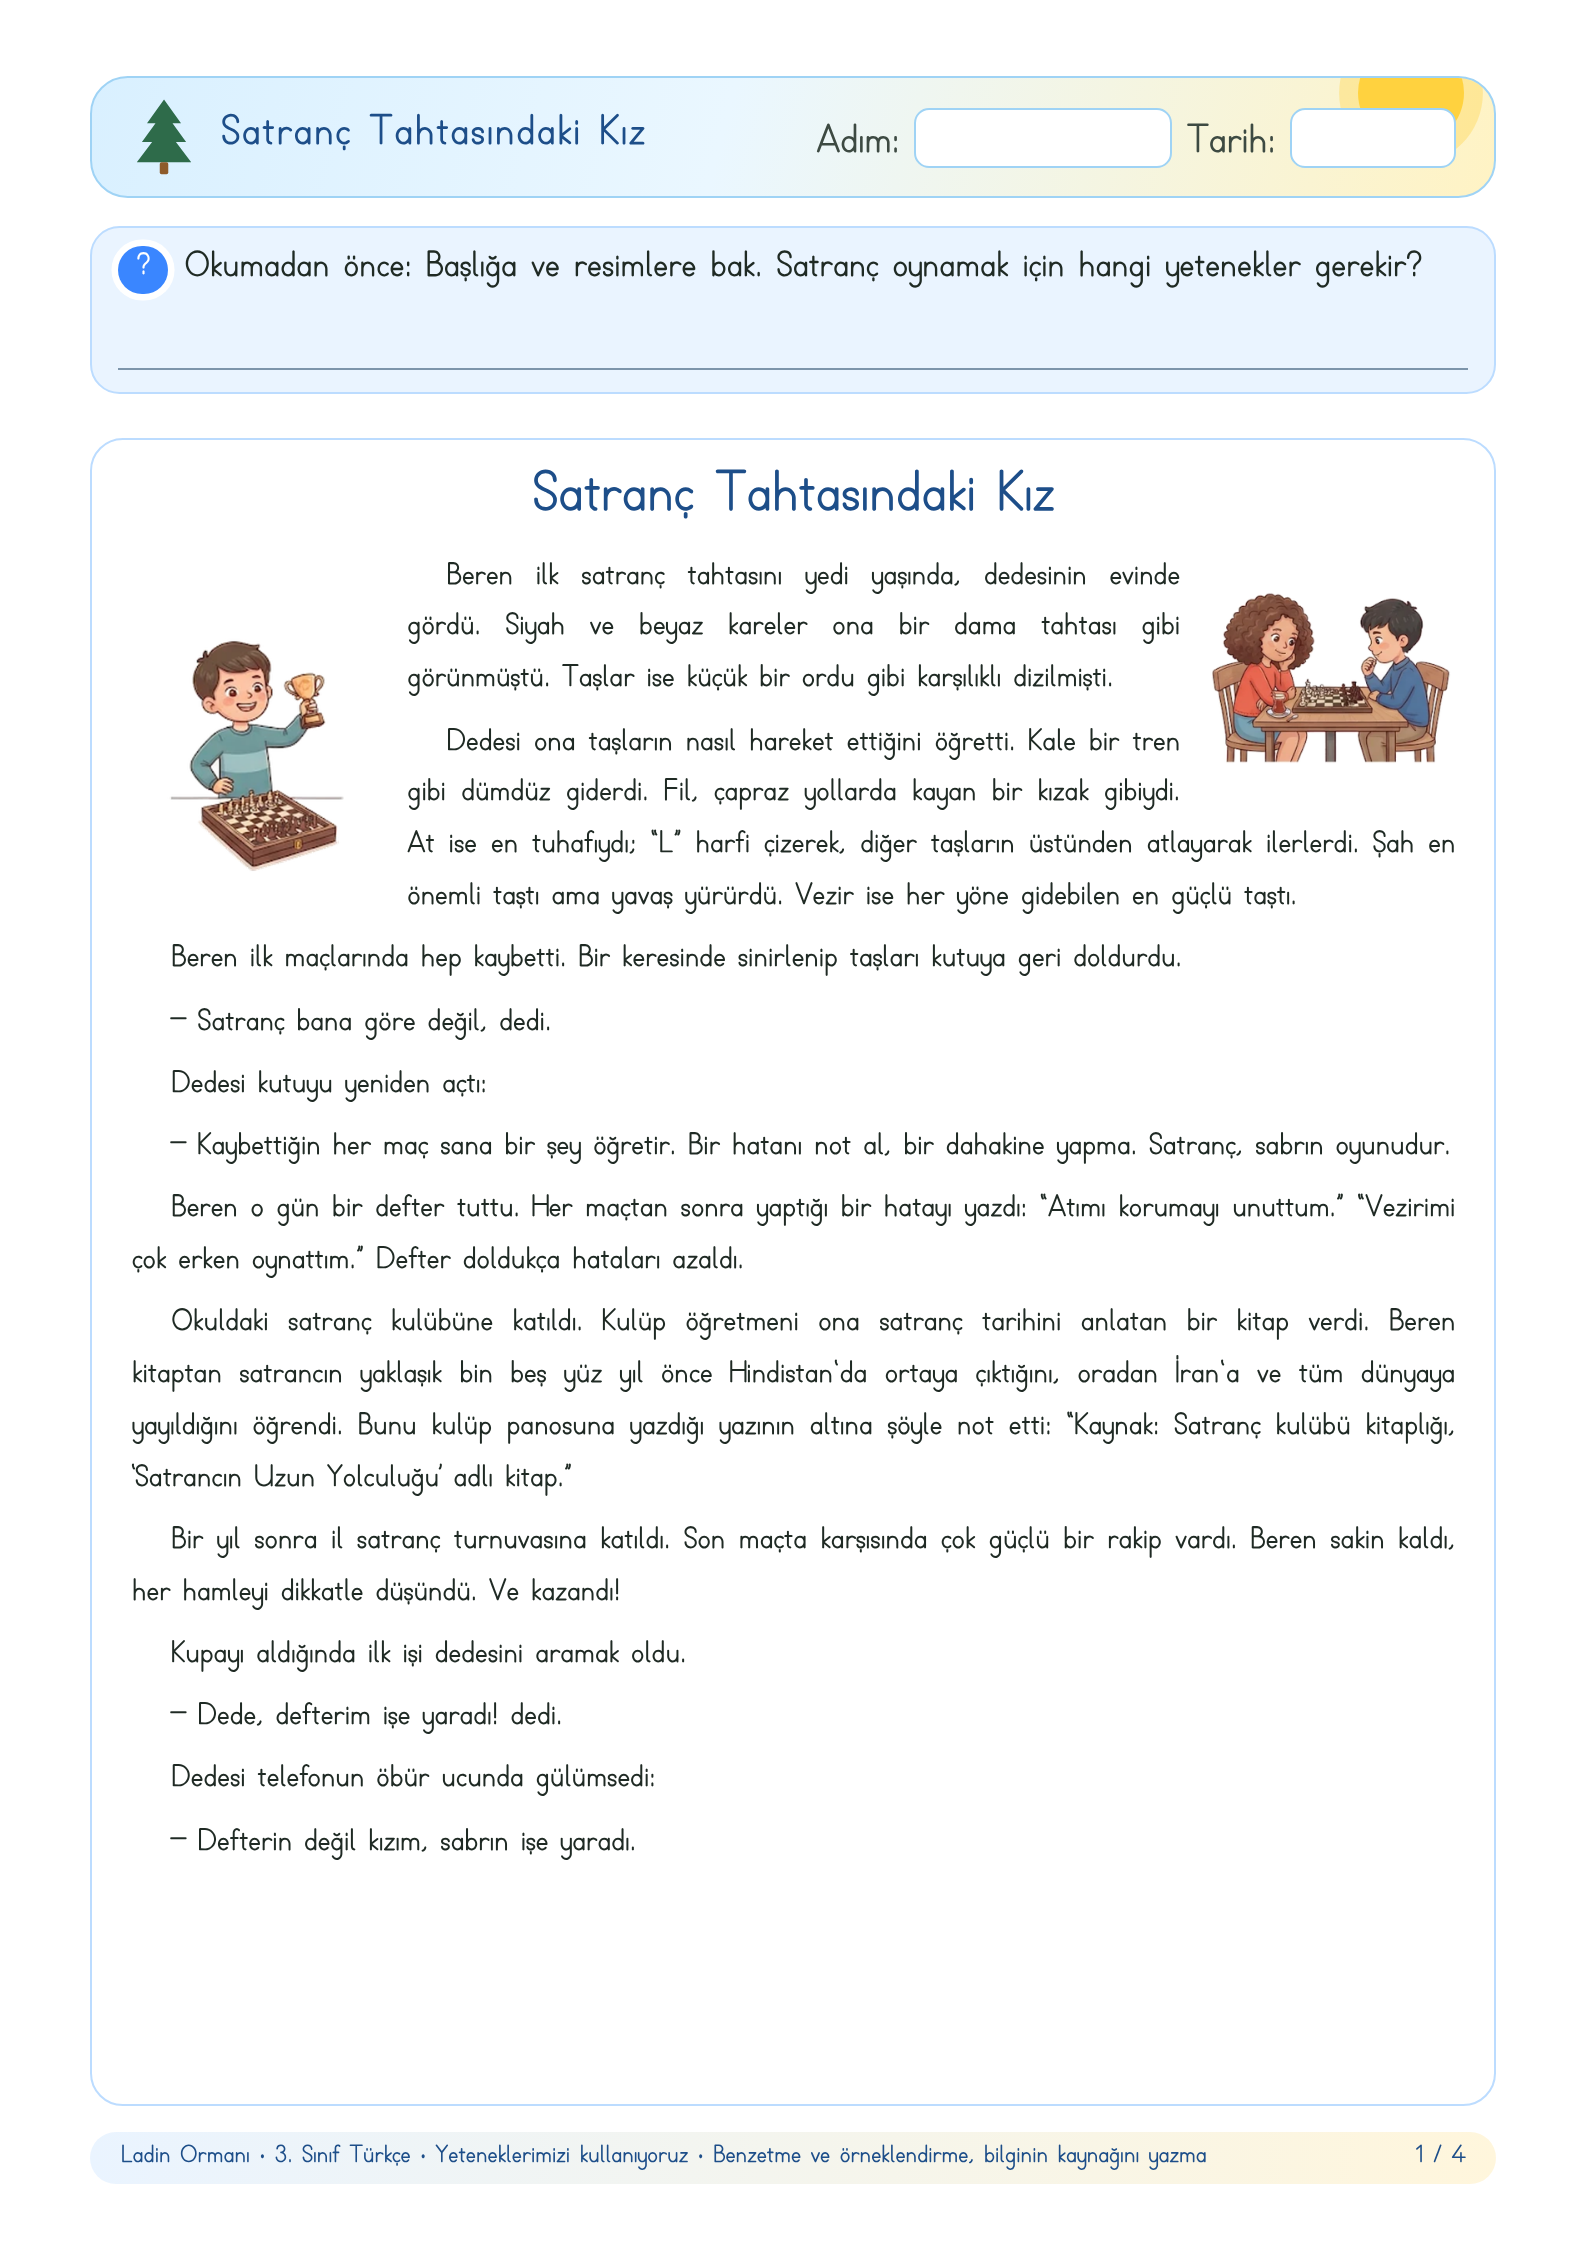 Satranç Tahtasındaki Kız
Adım:
Tarih:
?
Okumadan önce: Başlığa ve resimlere bak. Satranç oynamak için hangi yetenekler gerekir?
Satranç Tahtasındaki Kız
Beren ilk satranç tahtasını yedi yaşında, dedesinin evinde
gördü. Siyah ve beyaz kareler ona bir dama tahtası gibi
görünmüştü. Taşlar ise küçük bir ordu gibi karşılıklı dizilmişti.
Dedesi ona taşların nasıl hareket ettiğini öğretti. Kale bir tren
gibi dümdüz giderdi. Fil, çapraz yollarda kayan bir kızak gibiydi.
At ise en tuhafıydı; “L” harfi çizerek, diğer taşların üstünden atlayarak ilerlerdi. Şah en
önemli taştı ama yavaş yürürdü. Vezir ise her yöne gidebilen en güçlü taştı.
Beren ilk maçlarında hep kaybetti. Bir keresinde sinirlenip taşları kutuya geri doldurdu.
– Satranç bana göre değil, dedi.
Dedesi kutuyu yeniden açtı:
– Kaybettiğin her maç sana bir şey öğretir. Bir hatanı not al, bir dahakine yapma. Satranç, sabrın oyunudur.
Beren o gün bir defter tuttu. Her maçtan sonra yaptığı bir hatayı yazdı: “Atımı korumayı unuttum.” “Vezirimi
çok erken oynattım.” Defter doldukça hataları azaldı.
Okuldaki satranç kulübüne katıldı. Kulüp öğretmeni ona satranç tarihini anlatan bir kitap verdi. Beren
kitaptan satrancın yaklaşık bin beş yüz yıl önce Hindistan‘da ortaya çıktığını, oradan İran‘a ve tüm dünyaya
yayıldığını öğrendi. Bunu kulüp panosuna yazdığı yazının altına şöyle not etti: “Kaynak: Satranç kulübü kitaplığı,
‘Satrancın Uzun Yolculuğu’ adlı kitap.”
Bir yıl sonra il satranç turnuvasına katıldı. Son maçta karşısında çok güçlü bir rakip vardı. Beren sakin kaldı,
her hamleyi dikkatle düşündü. Ve kazandı!
Kupayı aldığında ilk işi dedesini aramak oldu.
– Dede, defterim işe yaradı! dedi.
Dedesi telefonun öbür ucunda gülümsedi:
– Defterin değil kızım, sabrın işe yaradı.
Ladin Ormanı • 3. Sınıf Türkçe • Yeteneklerimizi kullanıyoruz • Benzetme ve örneklendirme, bilginin kaynağını yazma
1 / 4